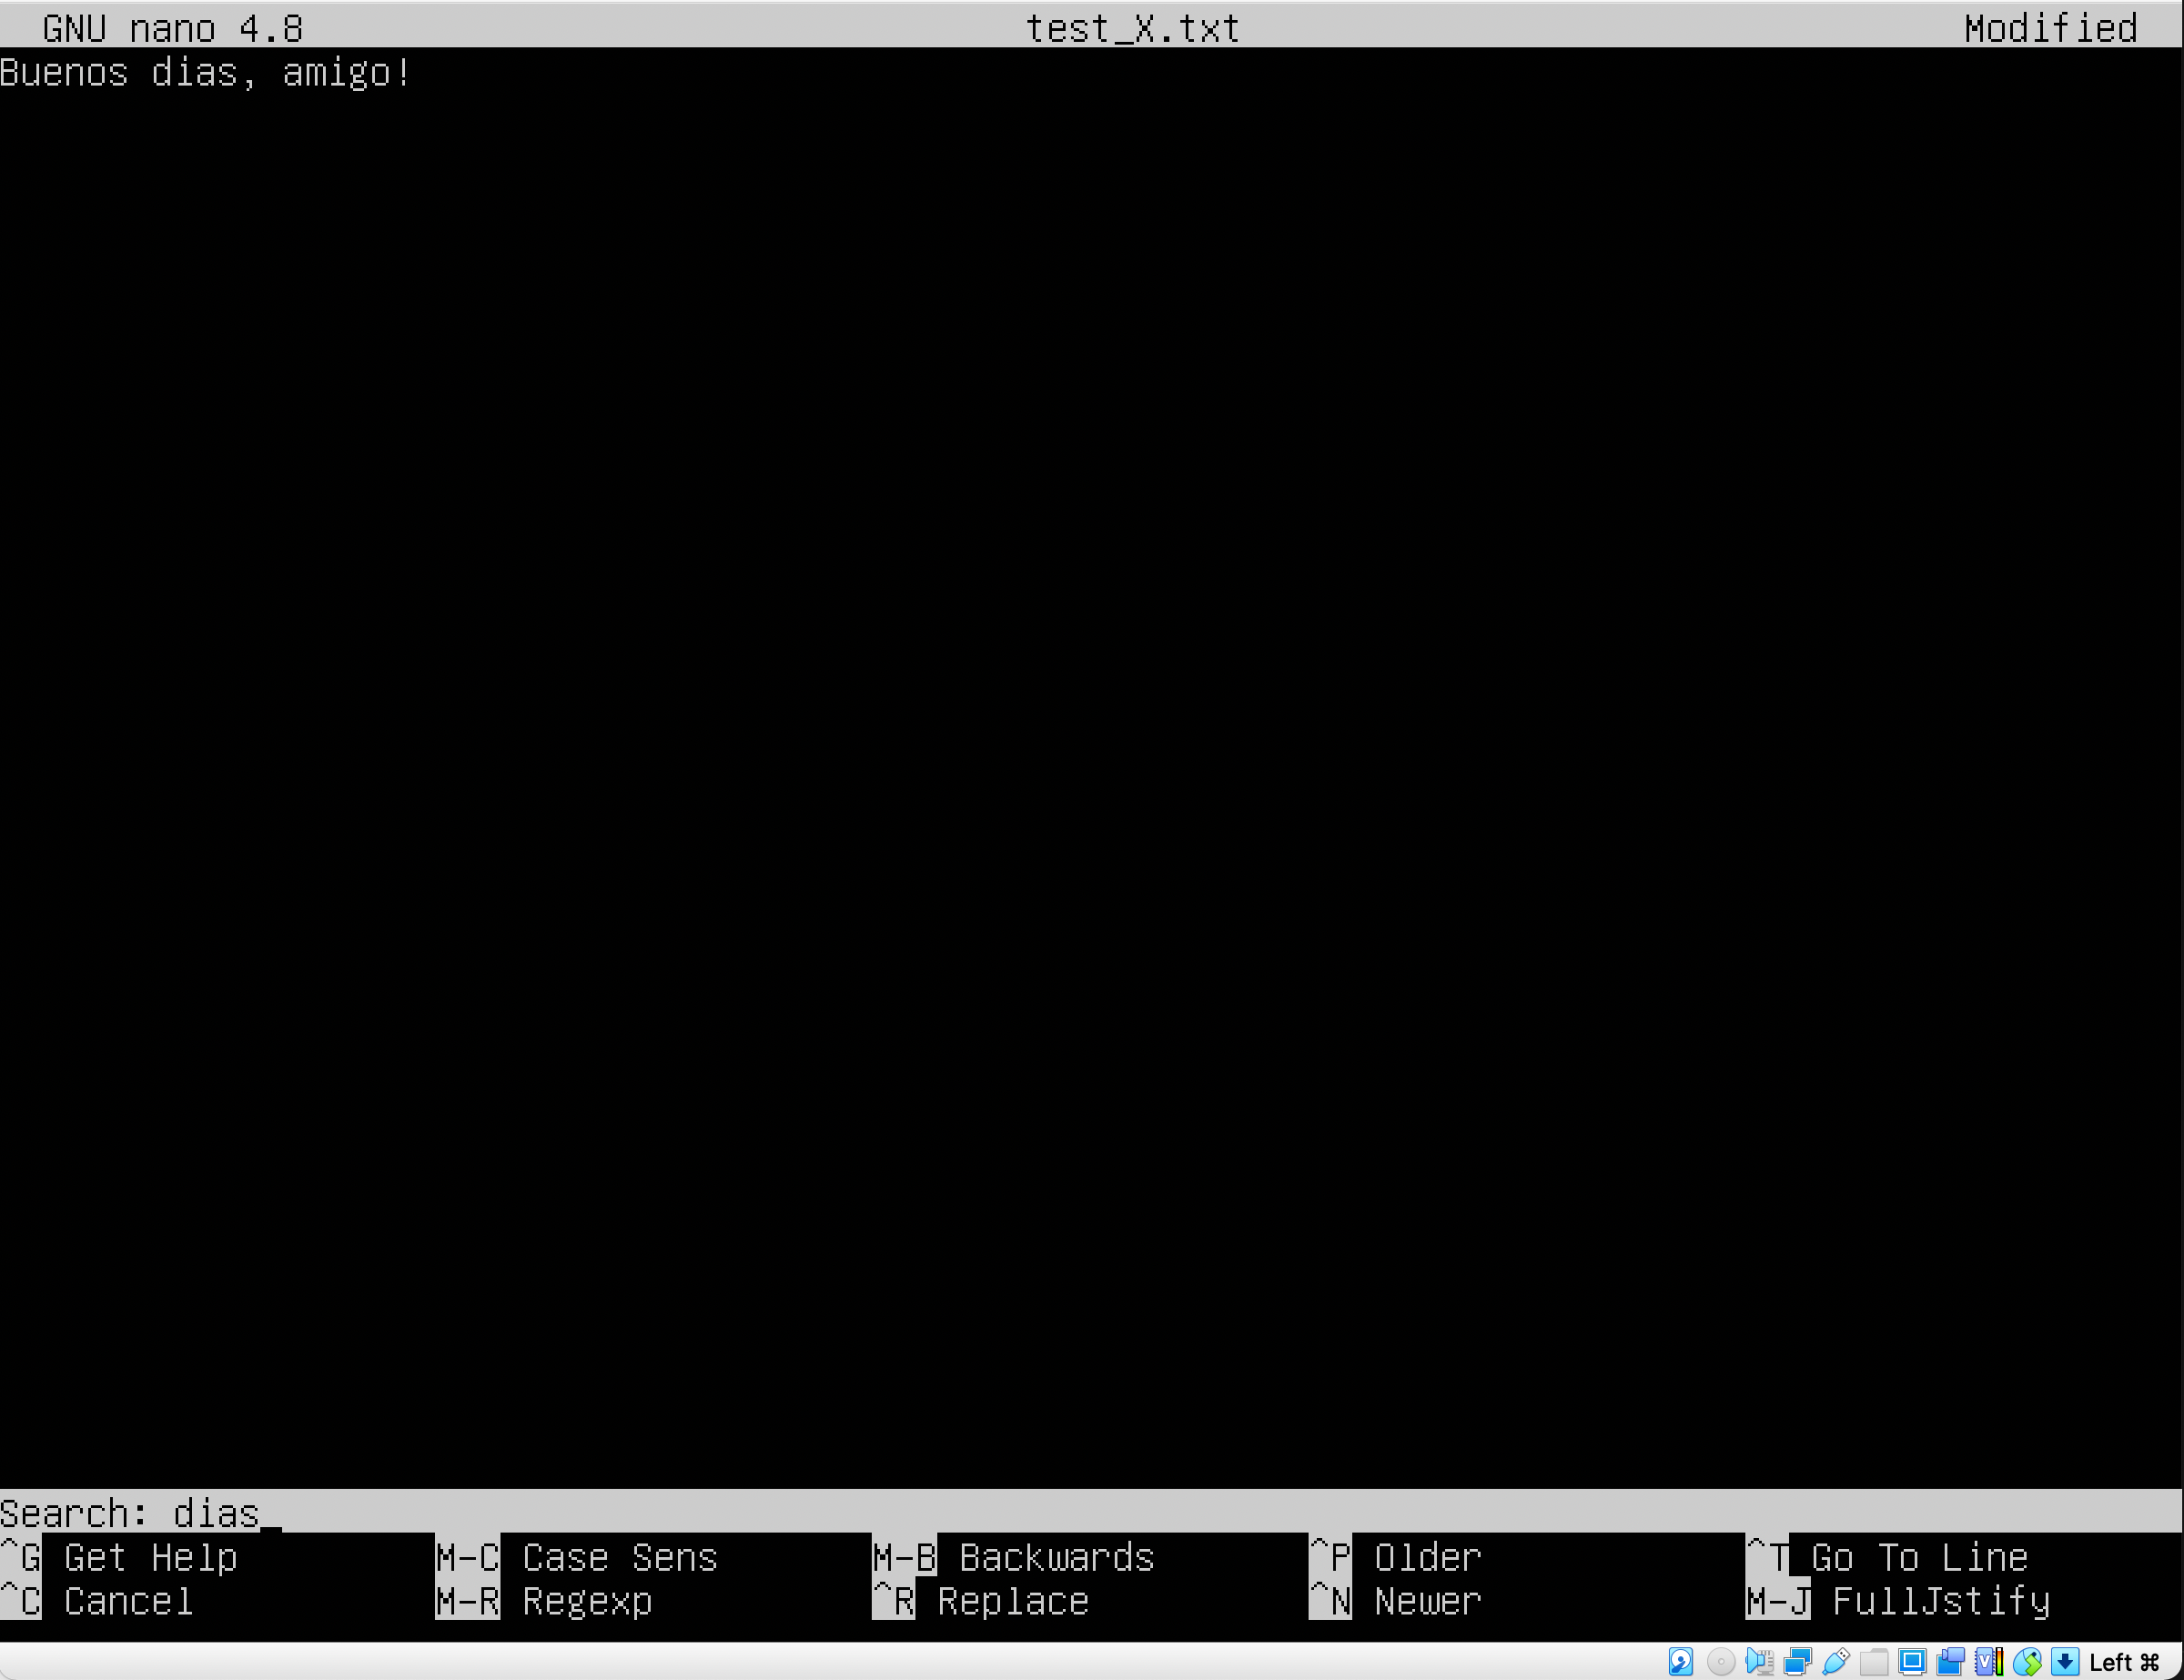 GNU nano 4.8 test_X.txt Modified
Buenos dias, amigo!
Search: dias
^G Get Help M-C Case Sens M-B Backwards ^P Older ^T Go To Line
^C Cancel M-R Regexp ^R Replace ^N Newer M-J FullJstify
Left ⌘